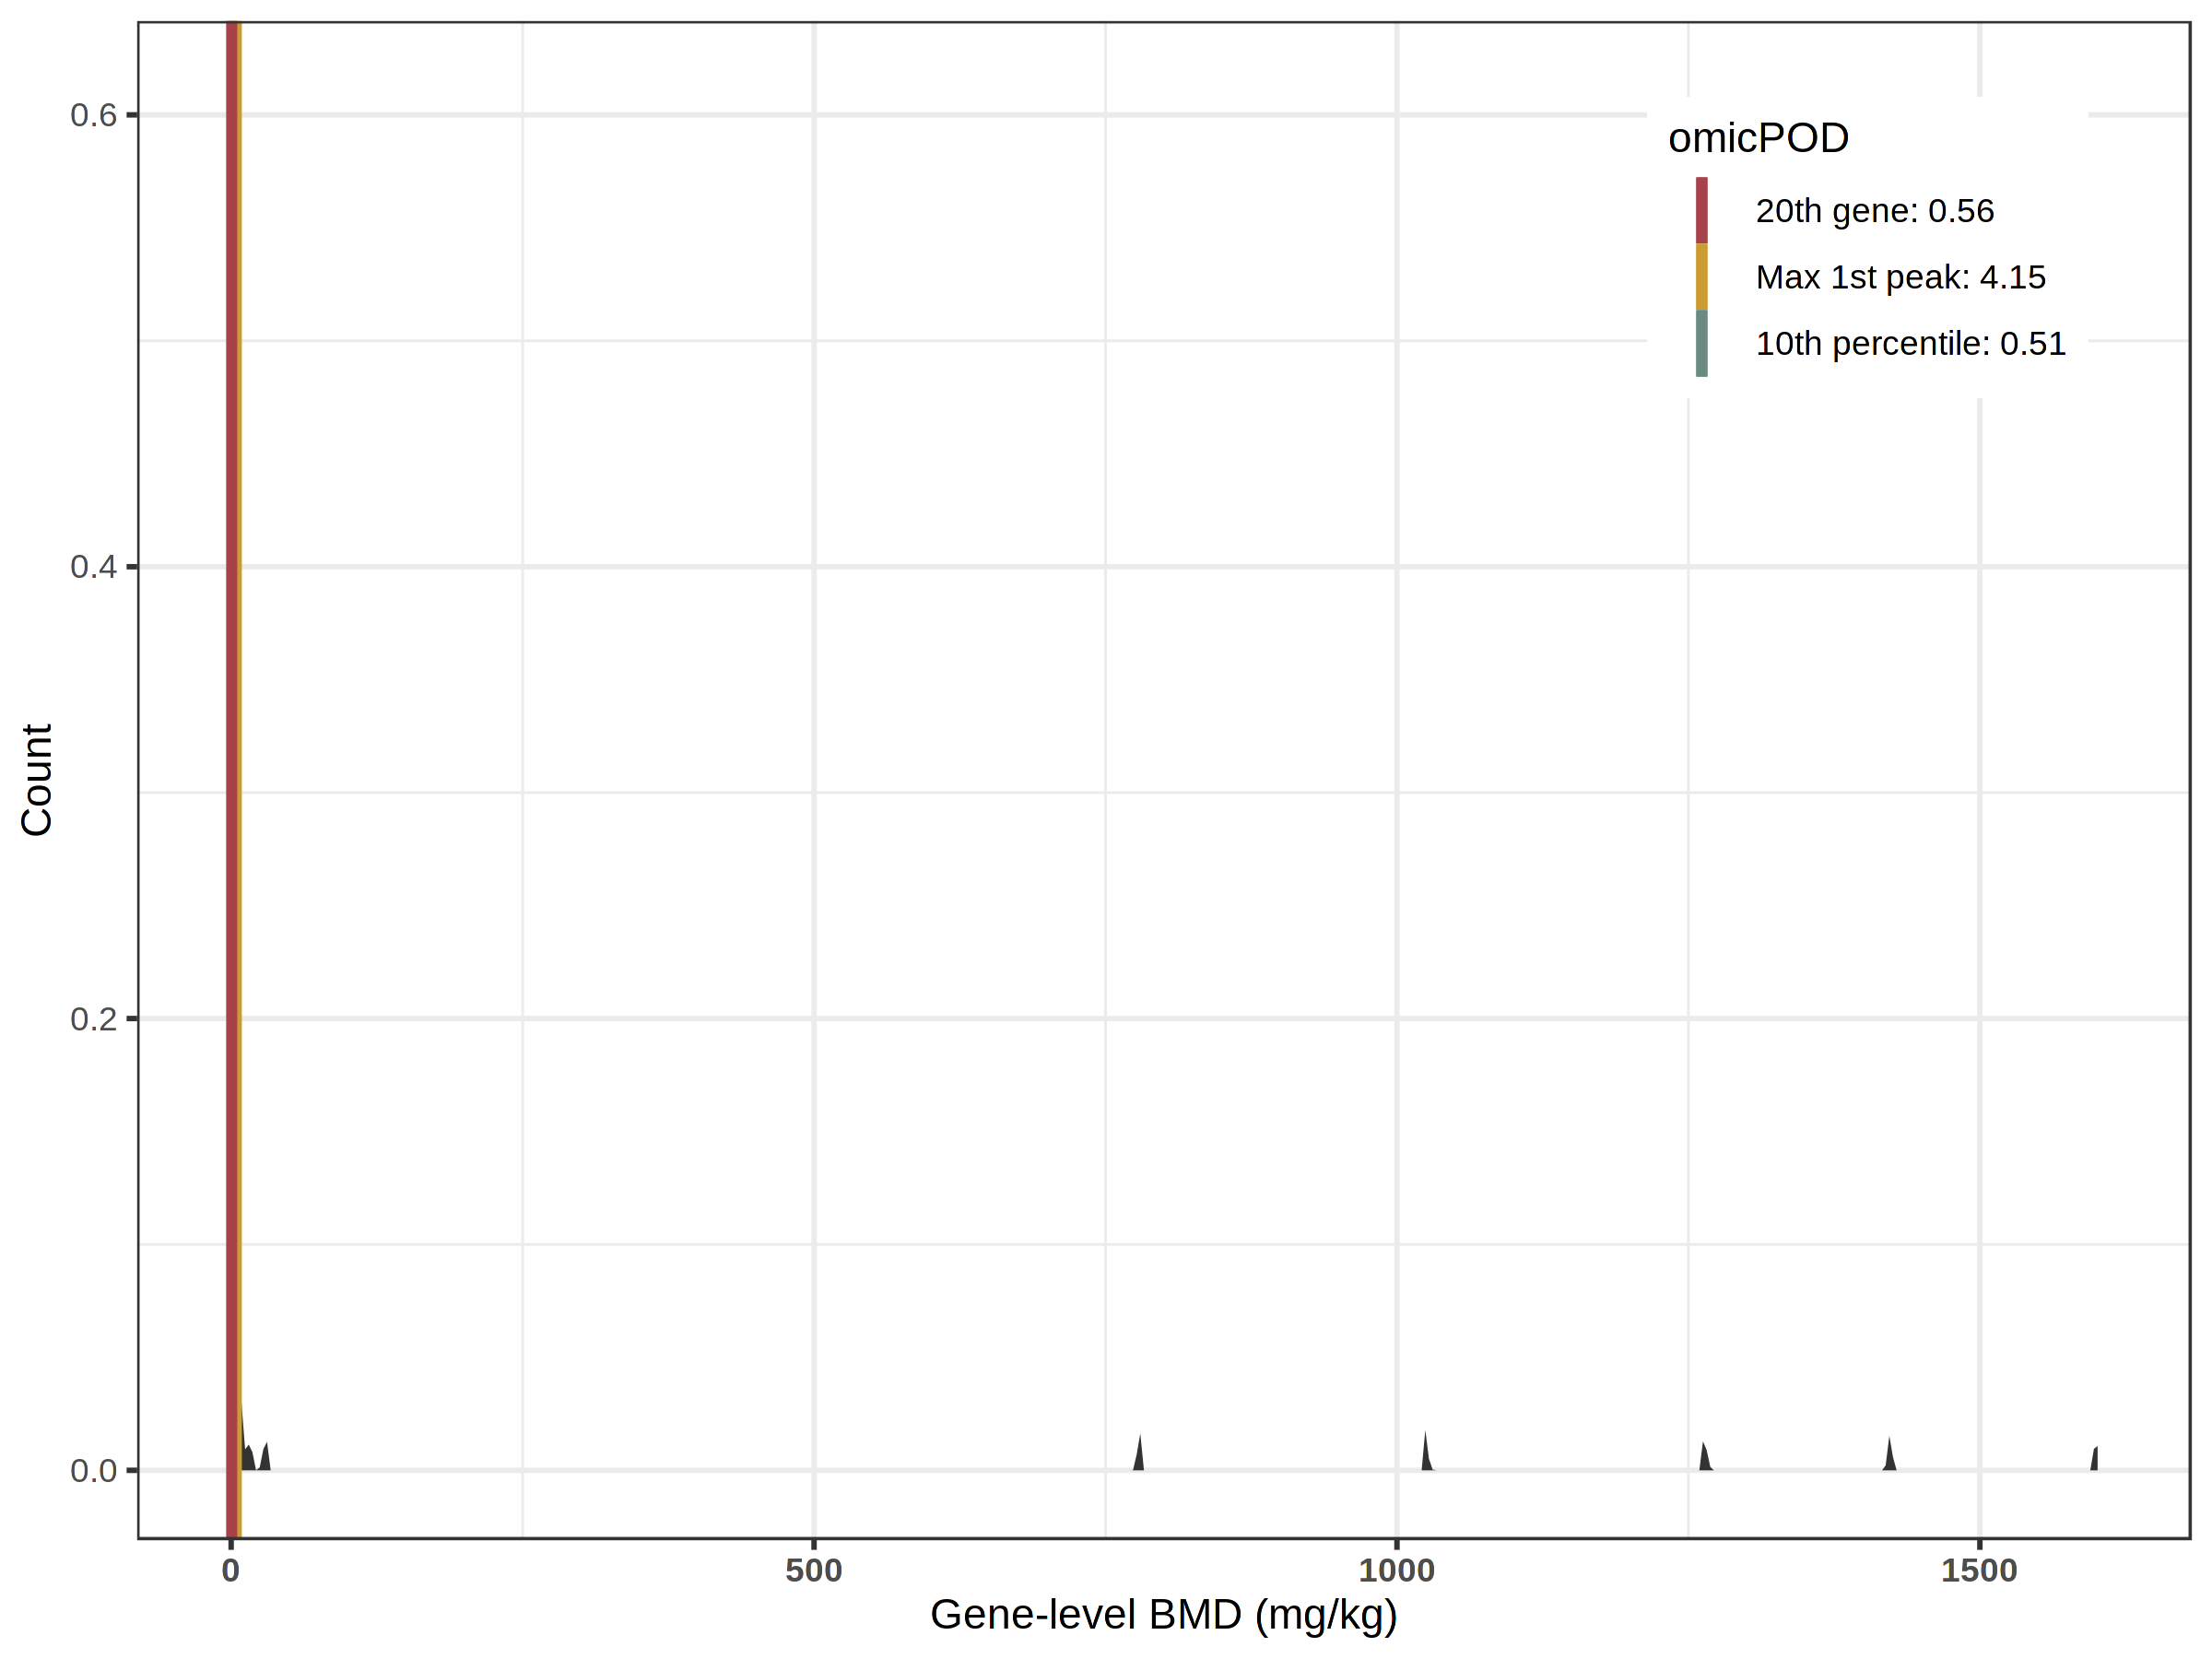 omicPOD
20th gene: 0.56
Max 1st peak: 4.15
10th percentile: 0.51
0.6
0.4
0.2
0.0
Count
0 500 1000 1500
Gene-level BMD (mg/kg)